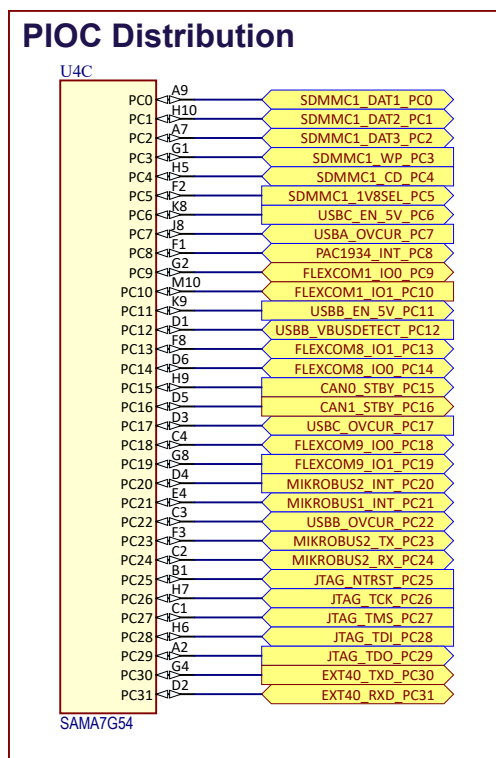 PIOC Distribution
U4C
PC0 A9 SDMMC1_DAT1_PC0
PC1 H10 SDMMC1_DAT2_PC1
PC2 A7 SDMMC1_DAT3_PC2
PC3 G1 SDMMC1_WP_PC3
PC4 H5 SDMMC1_CD_PC4
PC5 F2 SDMMC1_1V8SEL_PC5
PC6 K8 USBC_EN_5V_PC6
PC7 J8 USBA_OVCUR_PC7
PC8 F1 PAC1934_INT_PC8
PC9 G2 FLEXCOM1_IO0_PC9
PC10 M10 FLEXCOM1_IO1_PC10
PC11 K9 USBB_EN_5V_PC11
PC12 D1 USBB_VBUSDETECT_PC12
PC13 F8 FLEXCOM8_IO1_PC13
PC14 D6 FLEXCOM8_IO0_PC14
PC15 H9 CAN0_STBY_PC15
PC16 D5 CAN1_STBY_PC16
PC17 D3 USBC_OVCUR_PC17
PC18 C4 FLEXCOM9_IO0_PC18
PC19 G8 FLEXCOM9_IO1_PC19
PC20 D4 MIKROBUS2_INT_PC20
PC21 E4 MIKROBUS1_INT_PC21
PC22 C3 USBB_OVCUR_PC22
PC23 F3 MIKROBUS2_TX_PC23
PC24 C2 MIKROBUS2_RX_PC24
PC25 B1 JTAG_NTRST_PC25
PC26 H7 JTAG_TCK_PC26
PC27 C1 JTAG_TMS_PC27
PC28 H6 JTAG_TDI_PC28
PC29 A2 JTAG_TDO_PC29
PC30 G4 EXT40_TXD_PC30
PC31 D2 EXT40_RXD_PC31
SAMA7G54